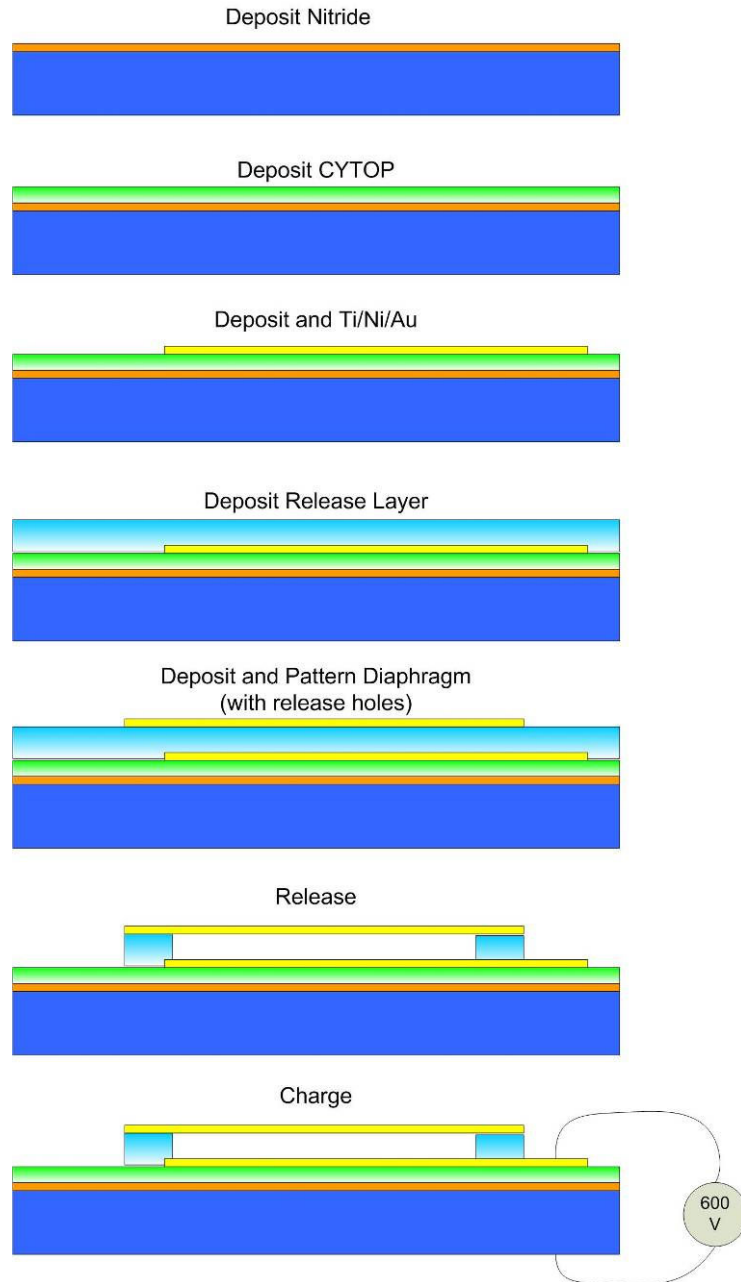 Deposit Nitride
Deposit CYTOP
Deposit and Ti/Ni/Au
Deposit Release Layer
Deposit and Pattern Diaphragm
(with release holes)
Release
Charge
600
V